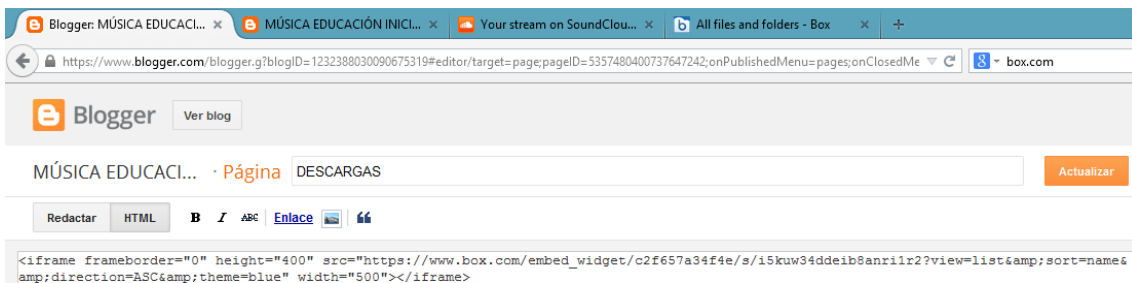 Blogger: MÚSICA EDUCACI... × MÚSICA EDUCACIÓN INICI... × Your stream on SoundClou... × All files and folders - Box × +
https://www.blogger.com/blogger.g?blogID=1232388030090675319#editor/target=page;pageID=5357480400737647242;onPublishedMenu=pages;onClosedMe 8 box.com
Blogger Ver blog
MÚSICA EDUCACI... · Página DESCARGAS Actualizar
Redactar HTML B I ABC Enlace
<iframe frameborder="0" height="400" src="https://www.box.com/embed_widget/c2f657a34f4e/s/i5kuw34ddeib8anri1r2?view=list&amp;sort=name&
amp;direction=ASC&amp;theme=blue" width="500"></iframe>